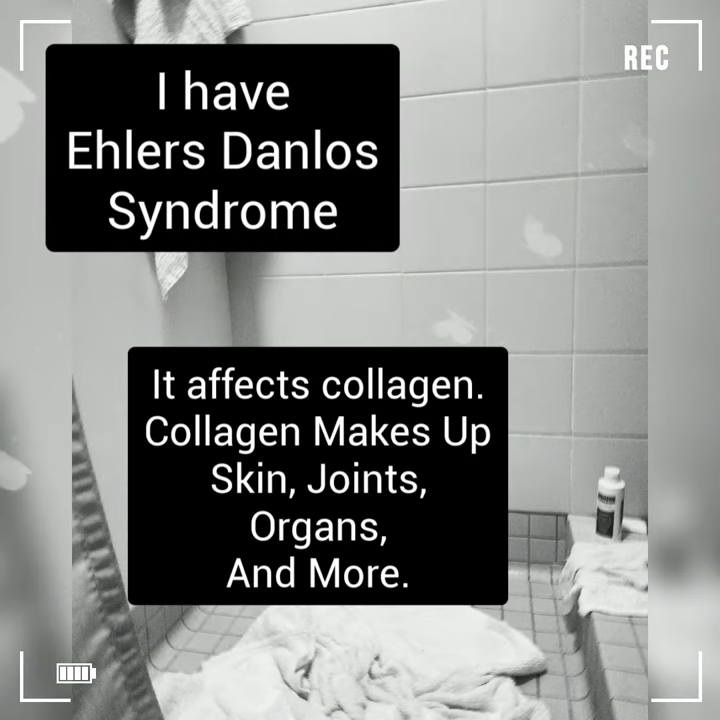 REC
I have
Ehlers Danlos
Syndrome
It affects collagen.
Collagen Makes Up
Skin, Joints,
Organs,
And More.